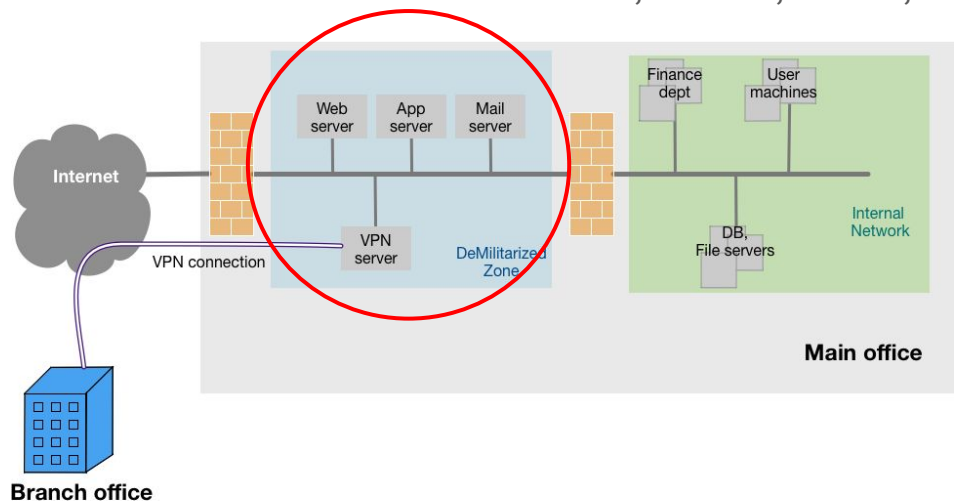 Web
server
App
server
Mail
server
Finance
dept
User
machines
Internet
VPN
server
DeMilitarized
Zone
VPN connection
DB,
File servers
Internal
Network
Main office
Branch office